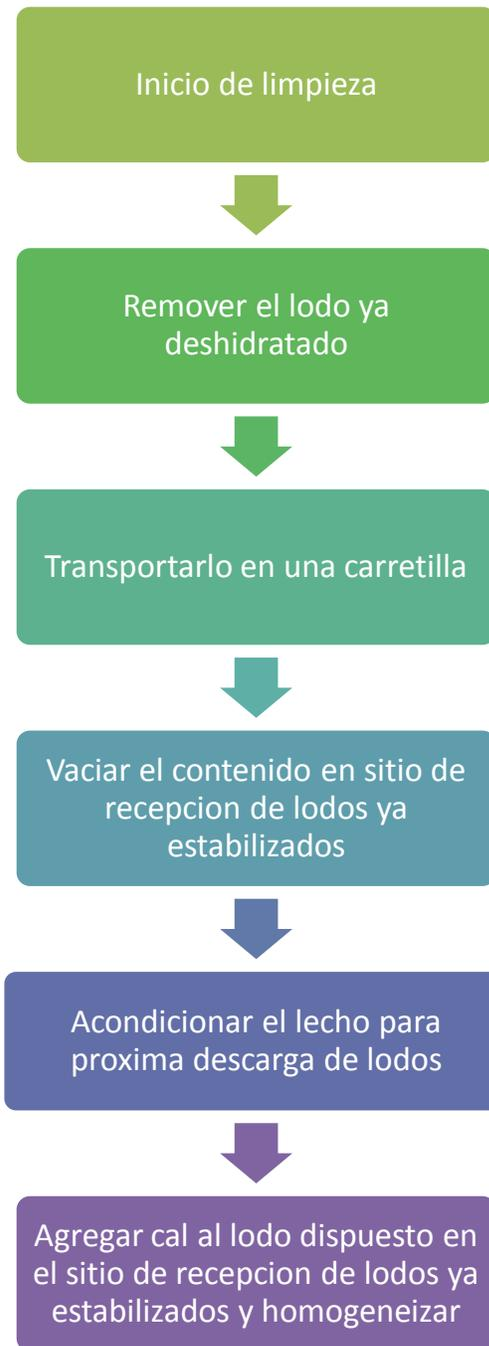 Inicio de limpieza
Remover el lodo ya
deshidratado
Transportarlo en una carretilla
Vaciar el contenido en sitio de
recepcion de lodos ya
estabilizados
Acondicionar el lecho para
proxima descarga de lodos
Agregar cal al lodo dispuesto en
el sitio de recepcion de lodos ya
estabilizados y homogeneizar